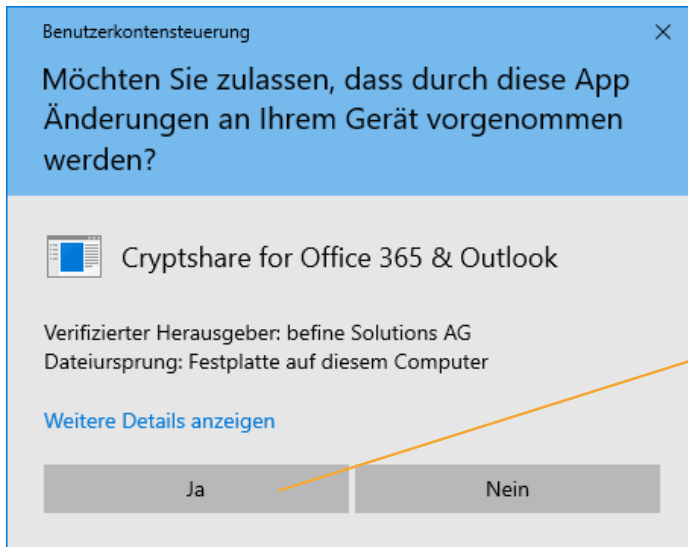 Benutzerkontensteuerung
Möchten Sie zulassen, dass durch diese App
Änderungen an Ihrem Gerät vorgenommen
werden?
Cryptshare for Office 365 & Outlook
Verifizierter Herausgeber: befine Solutions AG
Dateiursprung: Festplatte auf diesem Computer
Weitere Details anzeigen
Ja Nein